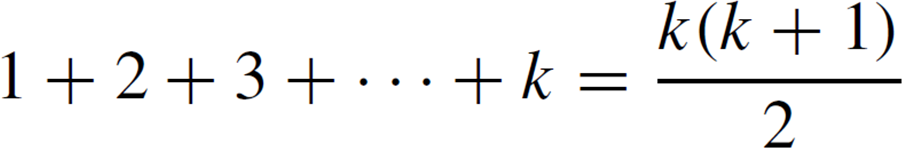 1 + 2 + 3 + · · · + k = k(k + 1)/2